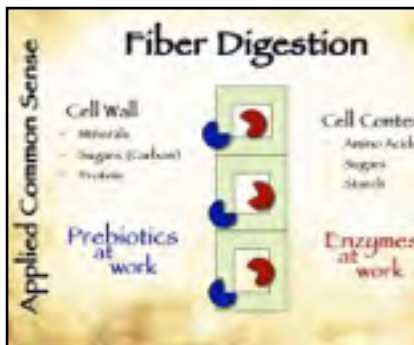 Fiber Digestion
Applied Common Sense
Cell Wall
- Minerals
- Sugars (Carbon)
- Protein
Prebiotics
at
work
Cell Conten
Amino Acid
Sugars
Starch
Enzymes
at
work